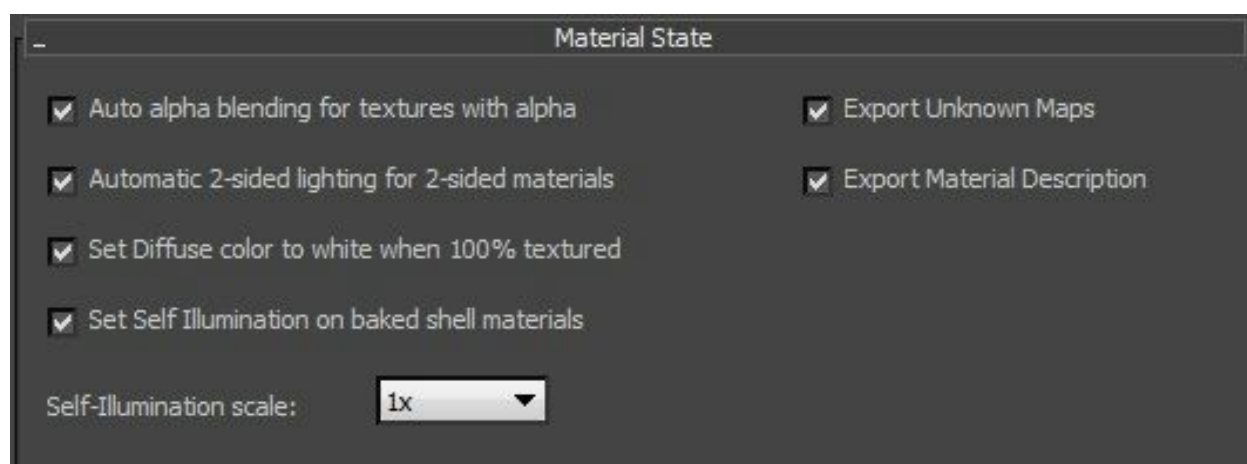 Material State
Auto alpha blending for textures with alpha
Export Unknown Maps
Automatic 2-sided lighting for 2-sided materials
Export Material Description
Set Diffuse color to white when 100% textured
Set Self Illumination on baked shell materials
Self-Illumination scale:
1x